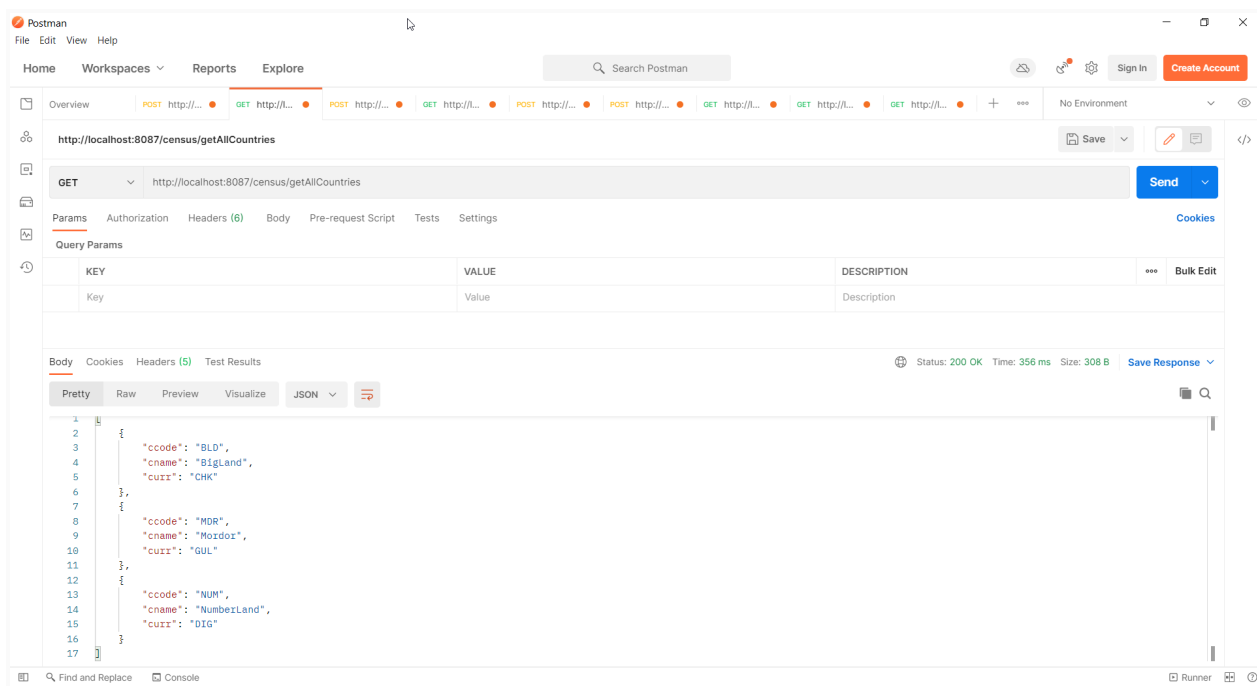 Postman
File Edit View Help
Home Workspaces Reports Explore Search Postman Sign In Create Account
Overview POST http://... GET http://l... POST http://... GET http://l... POST http://... POST http://... GET http://l... GET http://l... GET http://l... + ooo No Environment
http://localhost:8087/census/getAllCountries Save </>
GET http://localhost:8087/census/getAllCountries Send
Params Authorization Headers (6) Body Pre-request Script Tests Settings Cookies
Query Params
KEY VALUE DESCRIPTION ooo Bulk Edit
Key Value Description
Body Cookies Headers (5) Test Results Status: 200 OK Time: 356 ms Size: 308 B Save Response
Pretty Raw Preview Visualize JSON
1 [
2 {
3 "ccode": "BLD",
4 "cname": "BigLand",
5 "curr": "CHK"
6 },
7 {
8 "ccode": "MDR",
9 "cname": "Mordor",
10 "curr": "GUL"
11 },
12 {
13 "ccode": "NUM",
14 "cname": "NumberLand",
15 "curr": "DIG"
16 }
17 ]
Find and Replace Console Runner